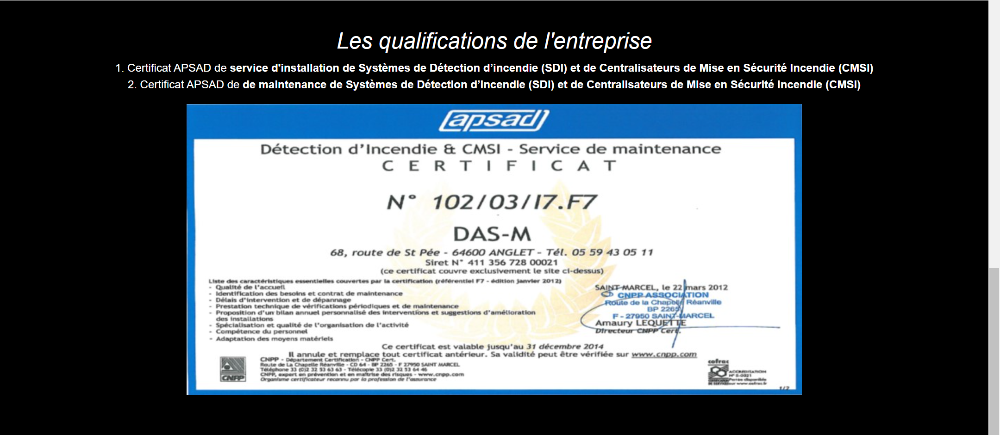 Les qualifications de l'entreprise
1. Certificat APSAD de service d'installation de Systèmes de Détection d’incendie (SDI) et de Centralisateurs de Mise en Sécurité Incendie (CMSI)
2. Certificat APSAD de de maintenance de Systèmes de Détection d’incendie (SDI) et de Centralisateurs de Mise en Sécurité Incendie (CMSI)
apsad
Détection d’Incendie & CMSI - Service de maintenance
CERTIFICAT
N° 102/03/I7.F7
DAS-M
68, route de St Pée - 64600 ANGLET - Tél. 05 59 43 05 11
Siret N° 411 356 728 00021
(ce certificat couvre exclusivement le site ci-dessus)
Liste des caractéristiques essentielles couvertes par la certification (référentiel F7 - édition janvier 2012)
- Qualité de l’accueil
- Identification des besoins et contrat de maintenance
- Délais d’intervention et de dépannage
- Prestation technique de vérifications périodiques et de maintenance
- Proposition d’un bilan annuel personnalisé des interventions et suggestions d’amélioration
des installations
- Spécialisation et qualité de l’organisation de l’activité
- Compétence du personnel
- Adaptation des moyens matériels
SAINT-MARCEL, le 22 mars 2012
CNPP ASSOCIATION
Route de la Chapelle Réanville
BP 2265
F - 27950 SAINT-MARCEL
Amaury LEQUETTE
Directeur CNPP Cert.
Ce certificat est valable jusqu’au 31 décembre 2014
Il annule et remplace tout certificat antérieur. Sa validité peut être vérifiée sur www.cnpp.com
CNPP
CNPP - Département Certification - CNPP Cert.
Route de La Chapelle Réanville - CD 64 - BP 2265 - F 27950 SAINT MARCEL
Téléphone 33 (0)2 32 53 63 63 - Télécopie 33 (0)2 32 53 64 46
CNPP, expert en prévention et en maîtrise des risques - www.cnpp.com
Organisme certificateur reconnu par la profession de l’assurance
cofrac
ACCREDITATION
N° 5-0021
Portée disponible
sur www.cofrac.fr
1/2